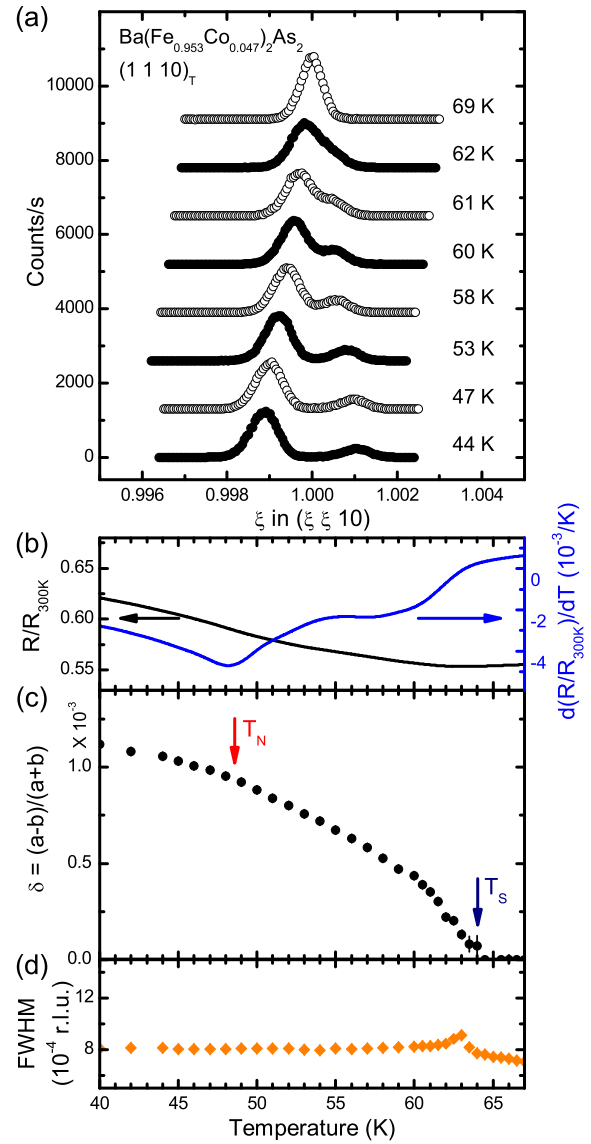 (a)
Ba(Fe0.953Co0.047)2As2
(1 1 10)T
10000
8000
6000
4000
2000
0
Counts/s
69 K
62 K
61 K
60 K
58 K
53 K
47 K
44 K
0.996 0.998 1.000 1.002 1.004
ξ in (ξ ξ 10)
(b)
0.65
0.60
0.55
R/R300K
0
-2
-4
d(R/R300K)/dT (10-3/K)
(c)
X 10-3
1.0
0.5
0.0
δ = (a-b)/(a+b)
TN
TS
(d)
12
8
FWHM
(10-4 r.l.u.)
40 45 50 55 60 65
Temperature (K)